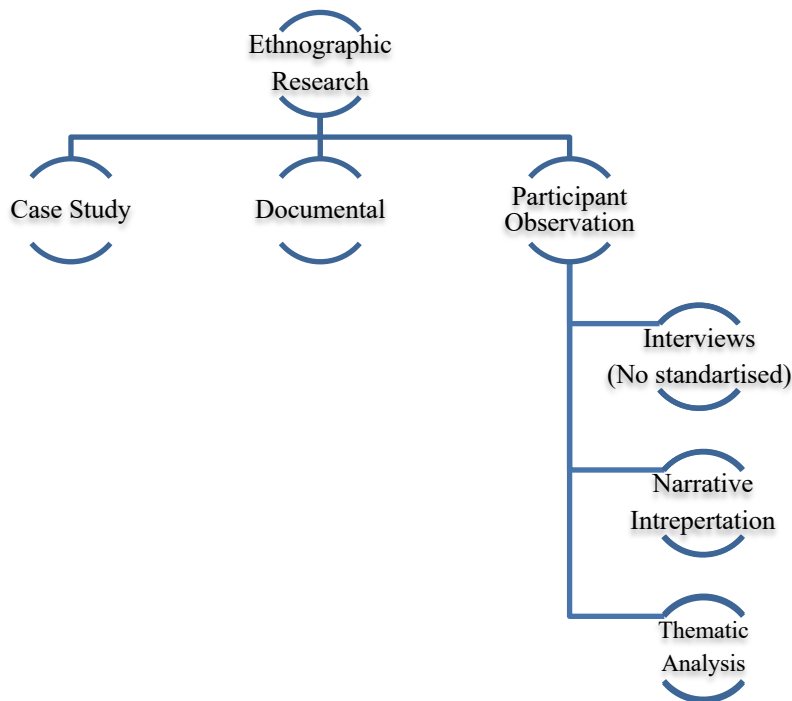 Ethnographic
Research
Case Study
Documental
Participant
Observation
Interviews
(No standartised)
Narrative
Intrepertation
Thematic
Analysis